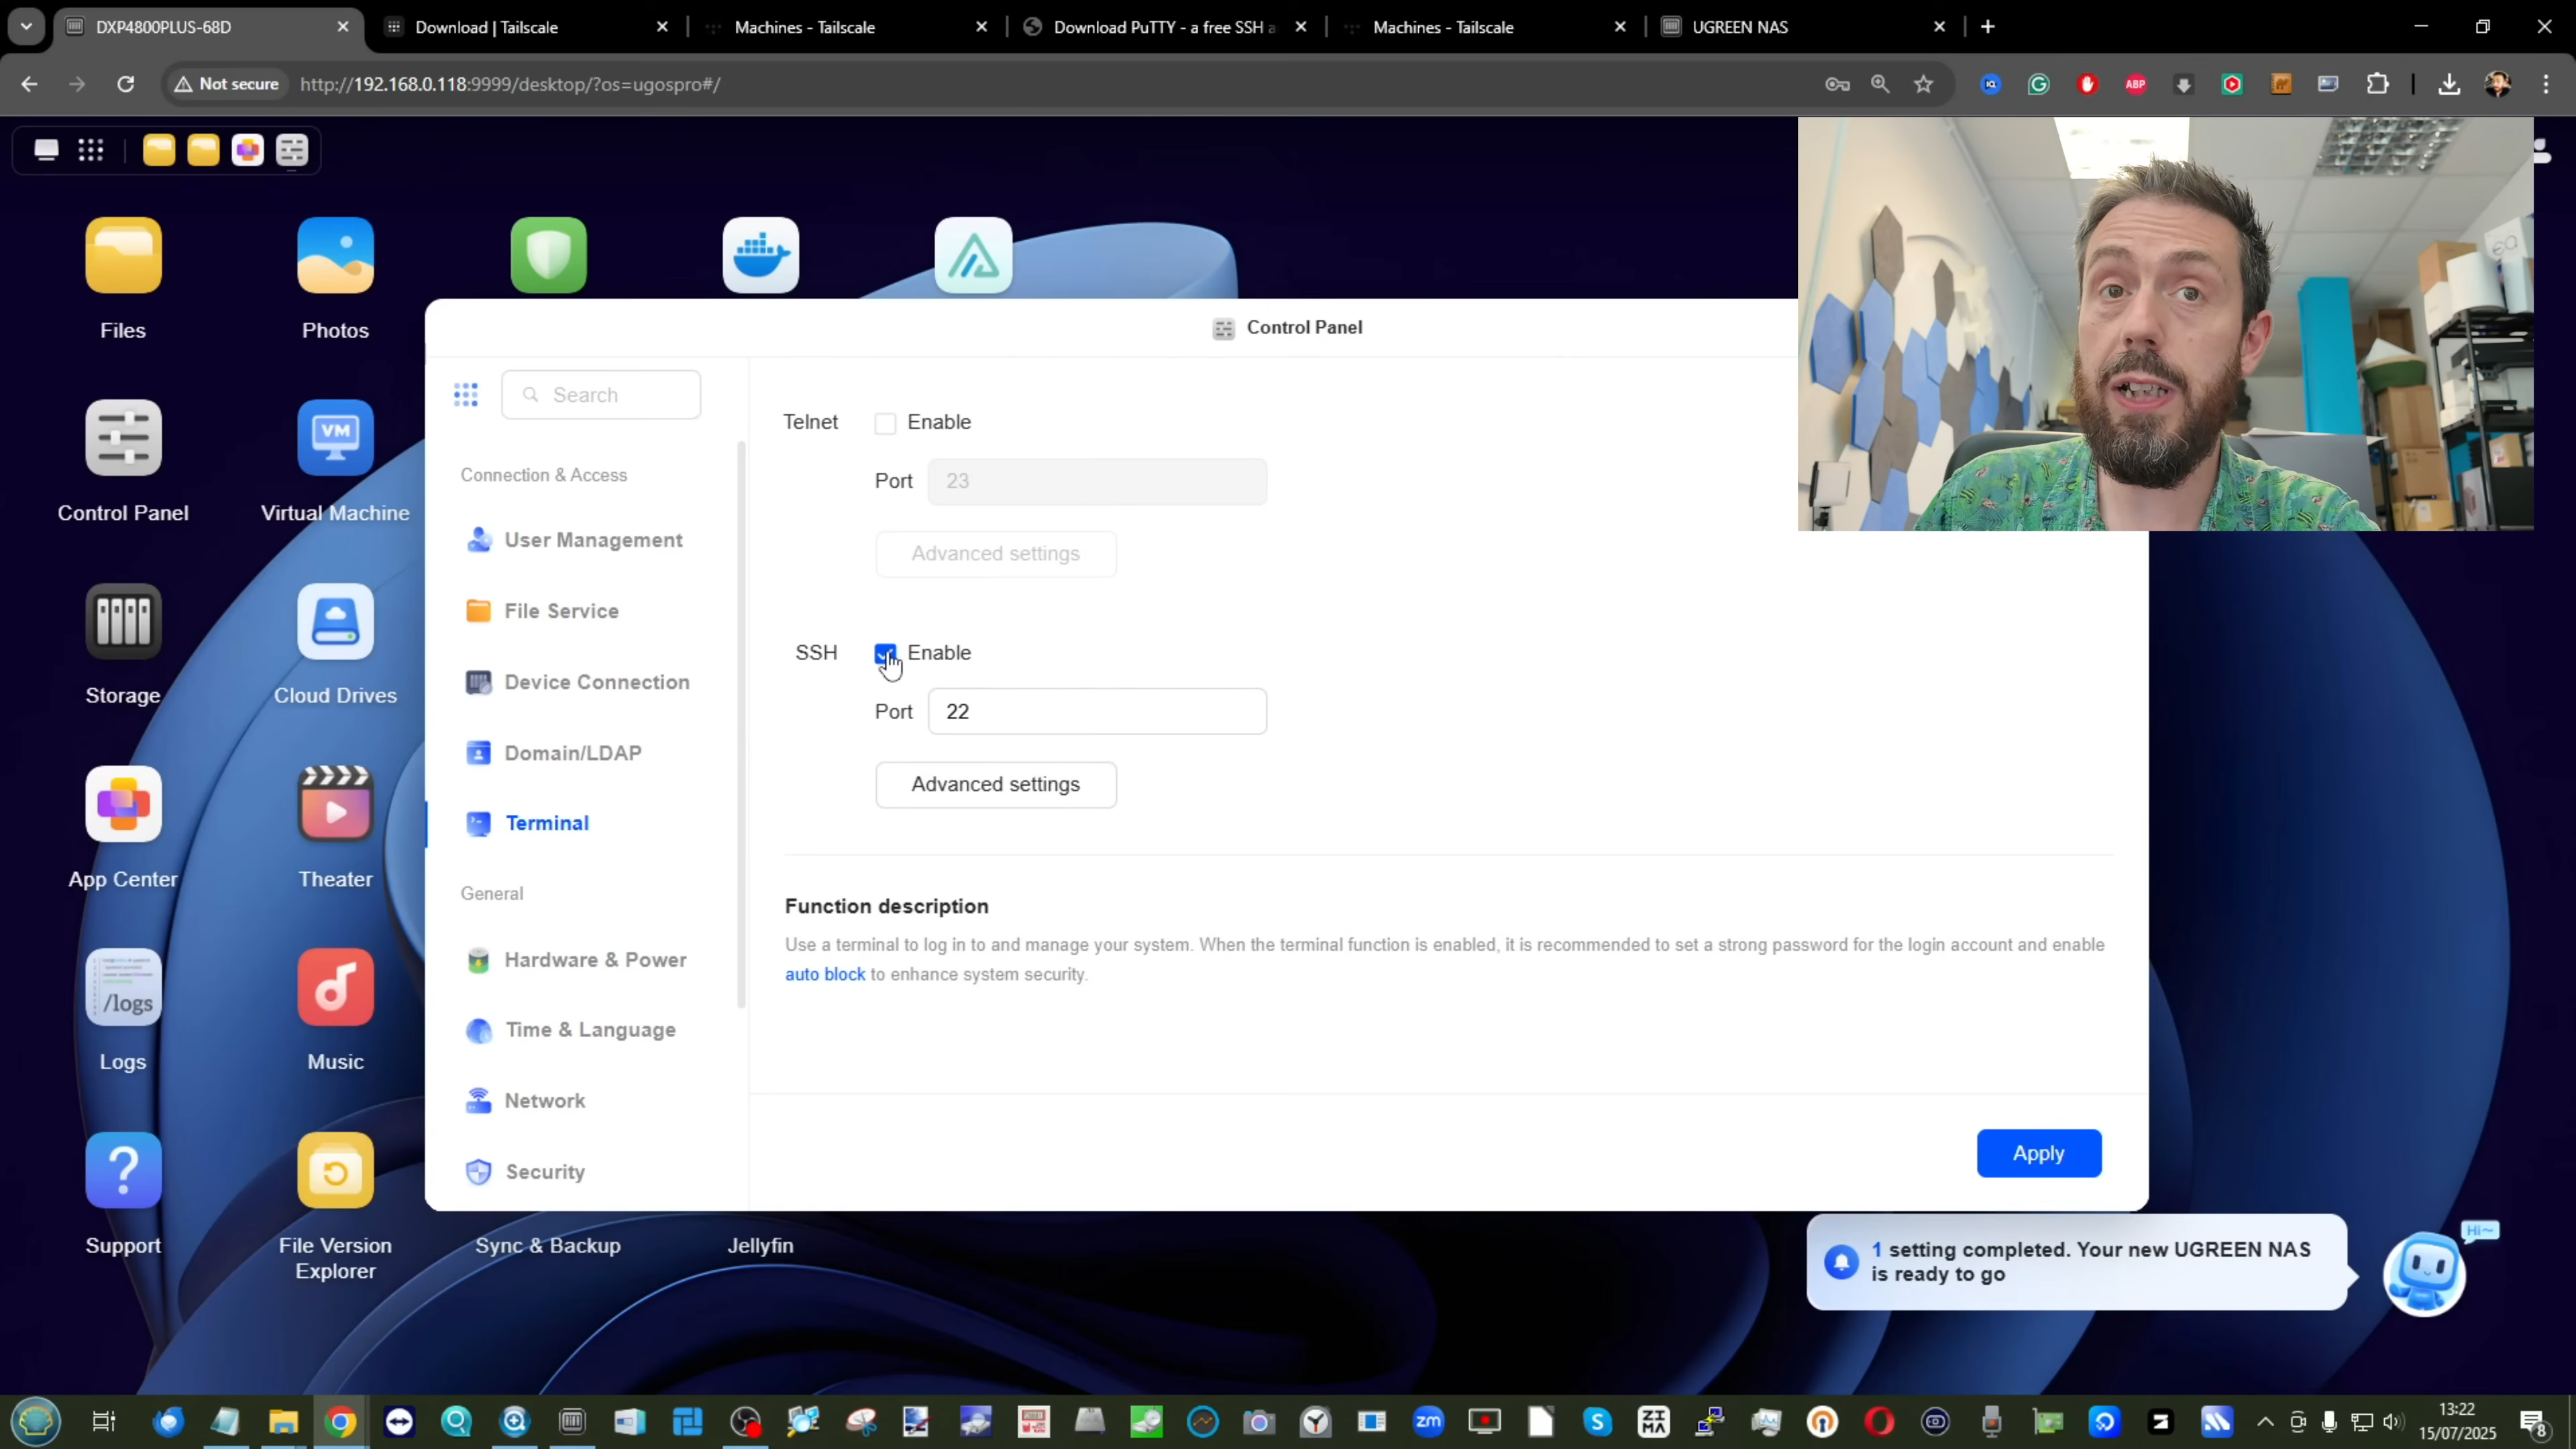 DXP4800PLUS-68D
Download | Tailscale
Machines - Tailscale
Download PuTTY - a free SSH a
Machines - Tailscale
UGREEN NAS
Not secure
http://192.168.0.118:9999/desktop/?os=ugospro#/
ABP
Files
Photos
Control Panel
VM
Virtual Machine
Storage
Cloud Drives
App Center
Theater
/logs
Logs
Music
Support
File Version
Explorer
Sync & Backup
Jellyfin
Control Panel
Search
Connection & Access
User Management
File Service
Device Connection
Domain/LDAP
Terminal
General
Hardware & Power
Time & Language
Network
Security
Telnet
Enable
Port
23
Advanced settings
SSH
Enable
Port
22
Advanced settings
Function description
Use a terminal to log in to and manage your system. When the terminal function is enabled, it is recommended to set a strong password for the login account and enable
auto block to enhance system security.
Apply
1 setting completed. Your new UGREEN NAS
is ready to go
Hi~
zm
ZI
MA
13:22
15/07/2025
8